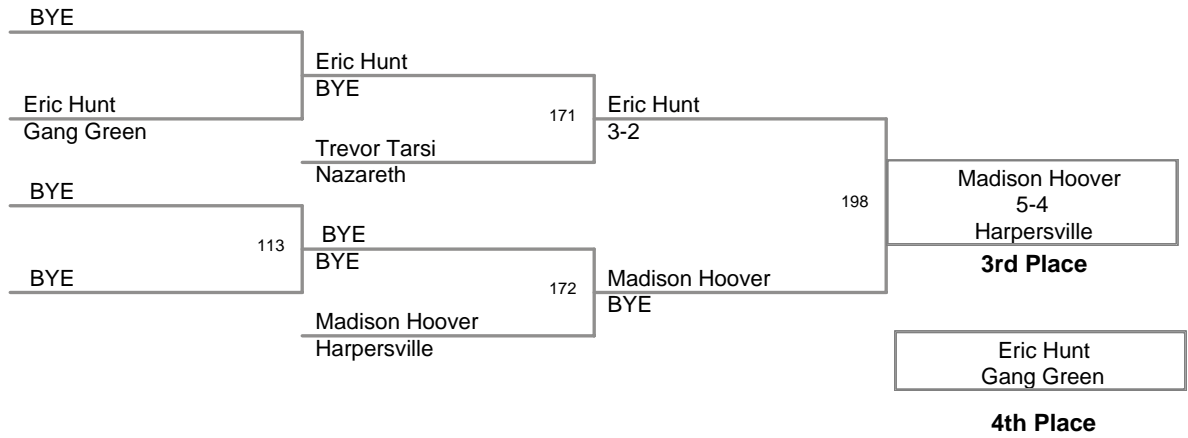 BYE
Eric Hunt
BYE
Eric Hunt
Gang Green
171
Eric Hunt
3-2
Trevor Tarsi
Nazareth
BYE
Madison Hoover
5-4
Harpersville
3rd Place
198
113
BYE
BYE
BYE
172
Madison Hoover
BYE
Madison Hoover
Harpersville
Eric Hunt
Gang Green
4th Place